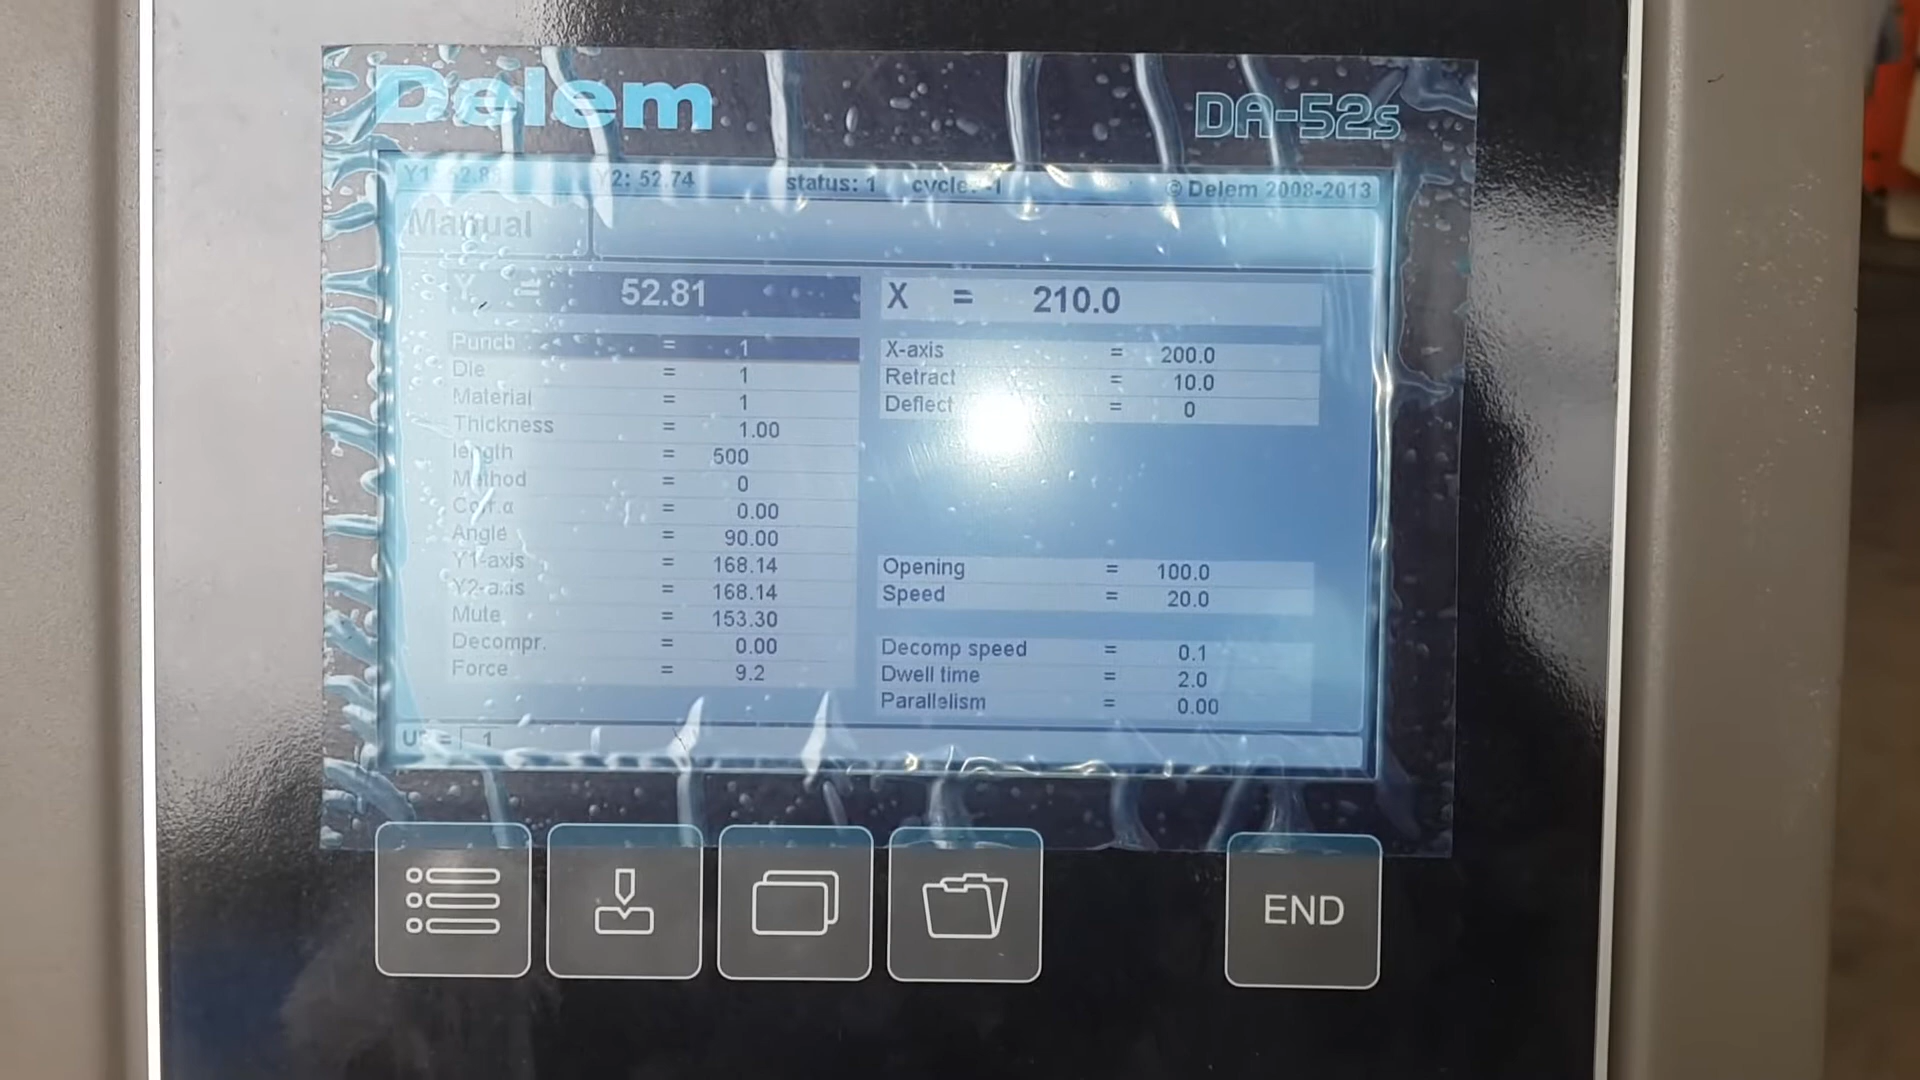 Delem
DA-52s
Y1: 52.8 Y2: 52.74 status: 1 cycle: -1 © Delem 2008-2013
Manual
Y = 52.81
X = 210.0
Punch = 1
Die = 1
Material = 1
Thickness = 1.00
length = 500
Method = 0
Corr.α = 0.00
Angle = 90.00
Y1-axis = 168.14
Y2-axis = 168.14
Mute = 153.30
Decompr. = 0.00
Force = 9.2
X-axis = 200.0
Retract = 10.0
Deflect = 0
Opening = 100.0
Speed = 20.0
Decomp speed = 0.1
Dwell time = 2.0
Parallelism = 0.00
= 1
END